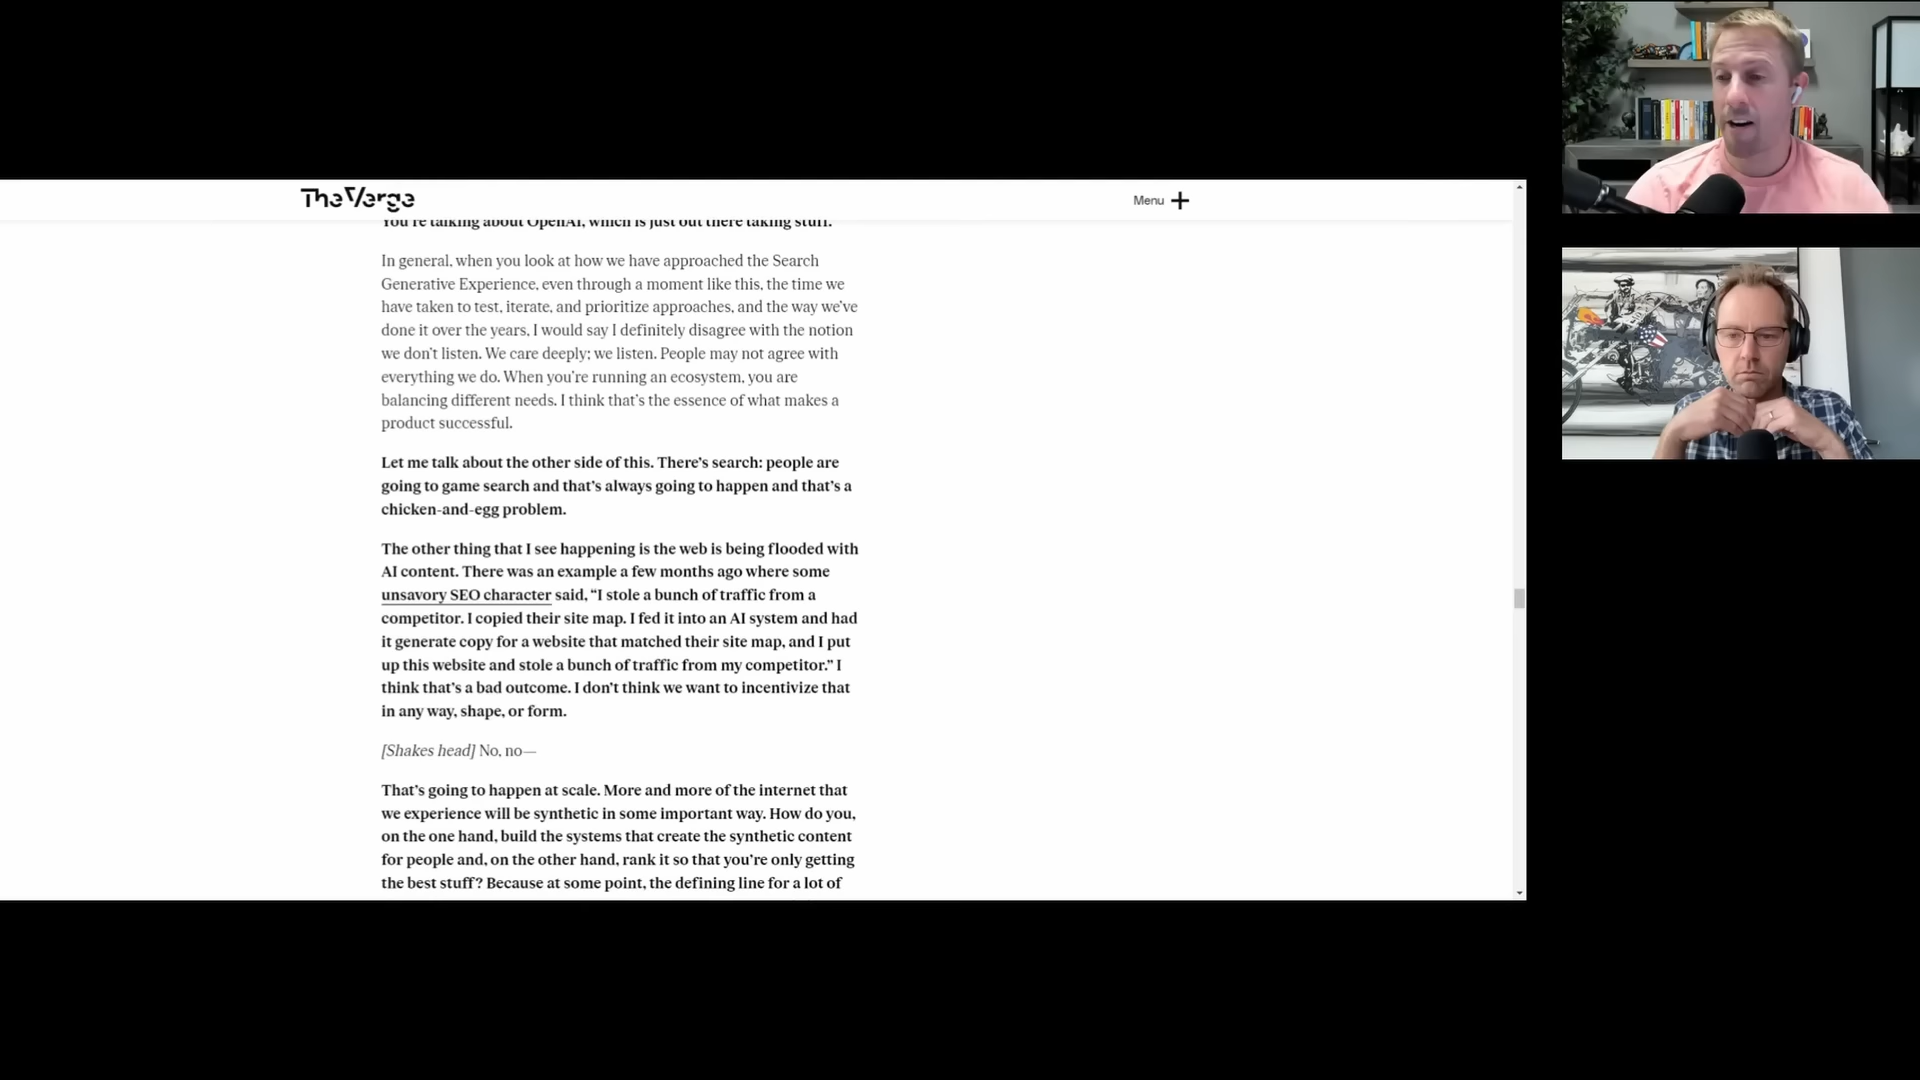 The Verge
Menu
You're talking about OpenAI, which is just out there taking stuff.
In general, when you look at how we have approached the Search
Generative Experience, even through a moment like this, the time we
have taken to test, iterate, and prioritize approaches, and the way we've
done it over the years, I would say I definitely disagree with the notion
we don't listen. We care deeply; we listen. People may not agree with
everything we do. When you're running an ecosystem, you are
balancing different needs. I think that's the essence of what makes a
product successful.
Let me talk about the other side of this. There's search: people are
going to game search and that's always going to happen and that's a
chicken-and-egg problem.
The other thing that I see happening is the web is being flooded with
AI content. There was an example a few months ago where some
unsavory SEO character said, “I stole a bunch of traffic from a
competitor. I copied their site map. I fed it into an AI system and had
it generate copy for a website that matched their site map, and I put
up this website and stole a bunch of traffic from my competitor.” I
think that's a bad outcome. I don't think we want to incentivize that
in any way, shape, or form.
[Shakes head] No, no—
That's going to happen at scale. More and more of the internet that
we experience will be synthetic in some important way. How do you,
on the one hand, build the systems that create the synthetic content
for people and, on the other hand, rank it so that you're only getting
the best stuff? Because at some point, the defining line for a lot of